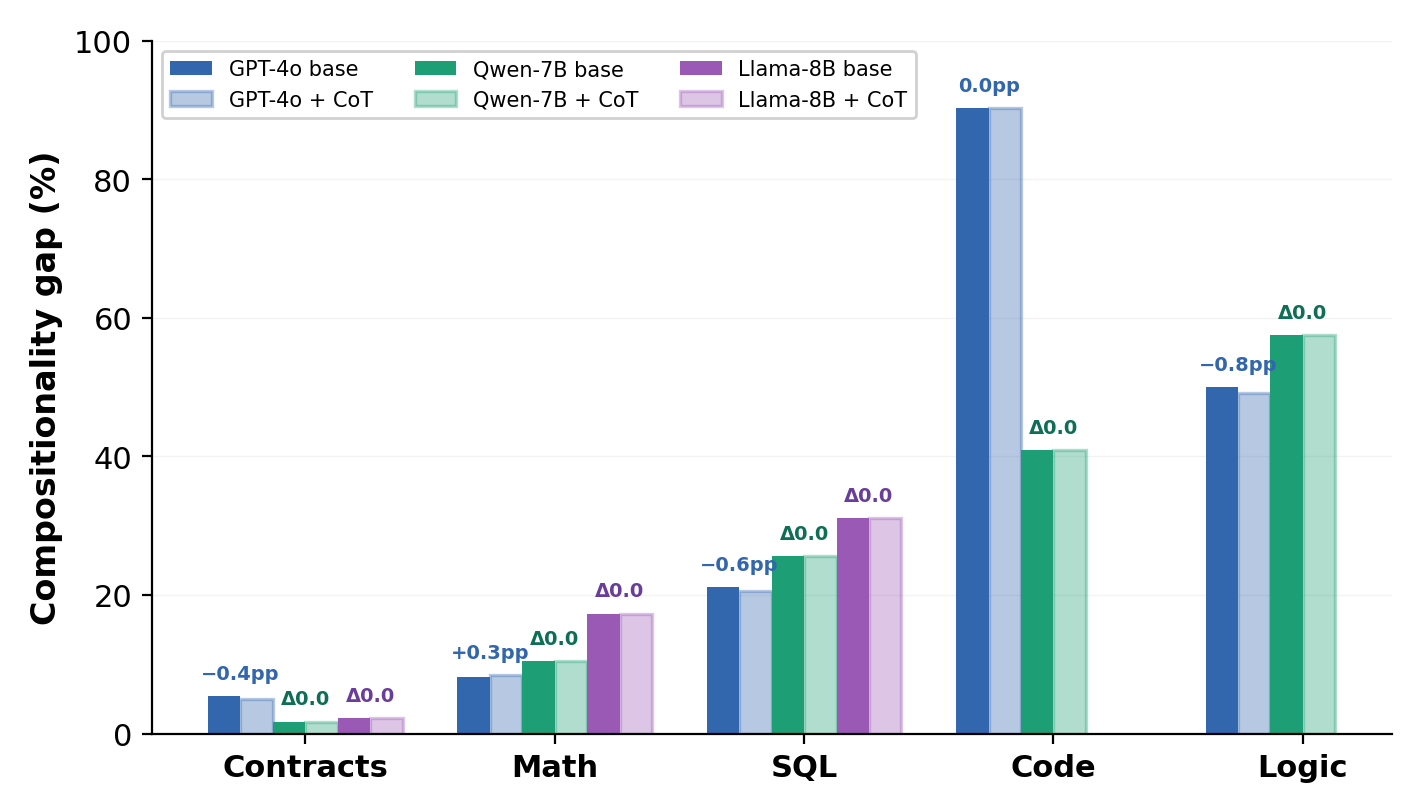 100
80
60
40
20
0
Compositionality gap (%)
GPT-4o base
Qwen-7B base
Llama-8B base
GPT-4o + CoT
Qwen-7B + CoT
Llama-8B + CoT
−0.4pp
Δ0.0
Δ0.0
+0.3pp
Δ0.0
Δ0.0
−0.6pp
Δ0.0
Δ0.0
0.0pp
Δ0.0
−0.8pp
Δ0.0
Contracts
Math
SQL
Code
Logic